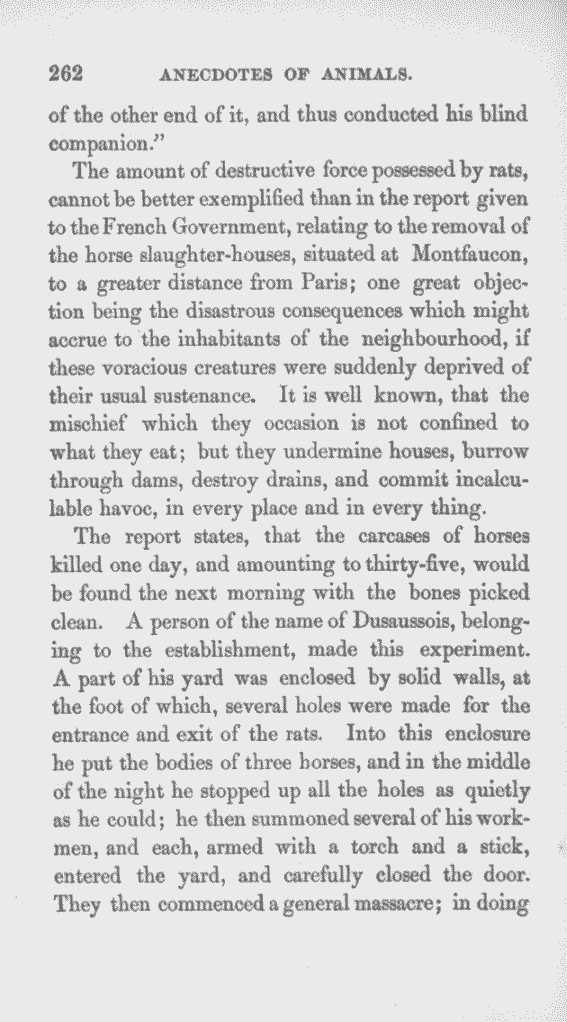 262 ANECDOTES OF ANIMALS.
of the other end of it, and thus conducted his blind
companion."
The amount of destructive force possessed by rats,
cannot be better exemplified than in the report given
to the French Government, relating to the removal of
the horse slaughter-houses, situated at Montfaucon,
to a greater distance from Paris; one great objec-
tion being the disastrous consequences which might
accrue to the inhabitants of the neighbourhood, if
these voracious creatures were suddenly deprived of
their usual sustenance. It is well known, that the
mischief which they occasion is not confined to
what they eat; but they undermine houses, burrow
through dams, destroy drains, and commit incalcu-
lable havoc, in every place and in every thing.
The report states, that the carcases of horses
killed one day, and amounting to thirty-five, would
be found the next morning with the bones picked
clean. A person of the name of Dusaussois, belong-
ing to the establishment, made this experiment.
A part of his yard was enclosed by solid walls, at
the foot of which, several holes were made for the
entrance and exit of the rats. Into this enclosure
he put the bodies of three horses, and in the middle
of the night he stopped up all the holes as quietly
as he could; he then summoned several of his work-
men, and each, armed with a torch and a stick,
entered the yard, and carefully closed the door.
They then commenced a general massacre; in doing